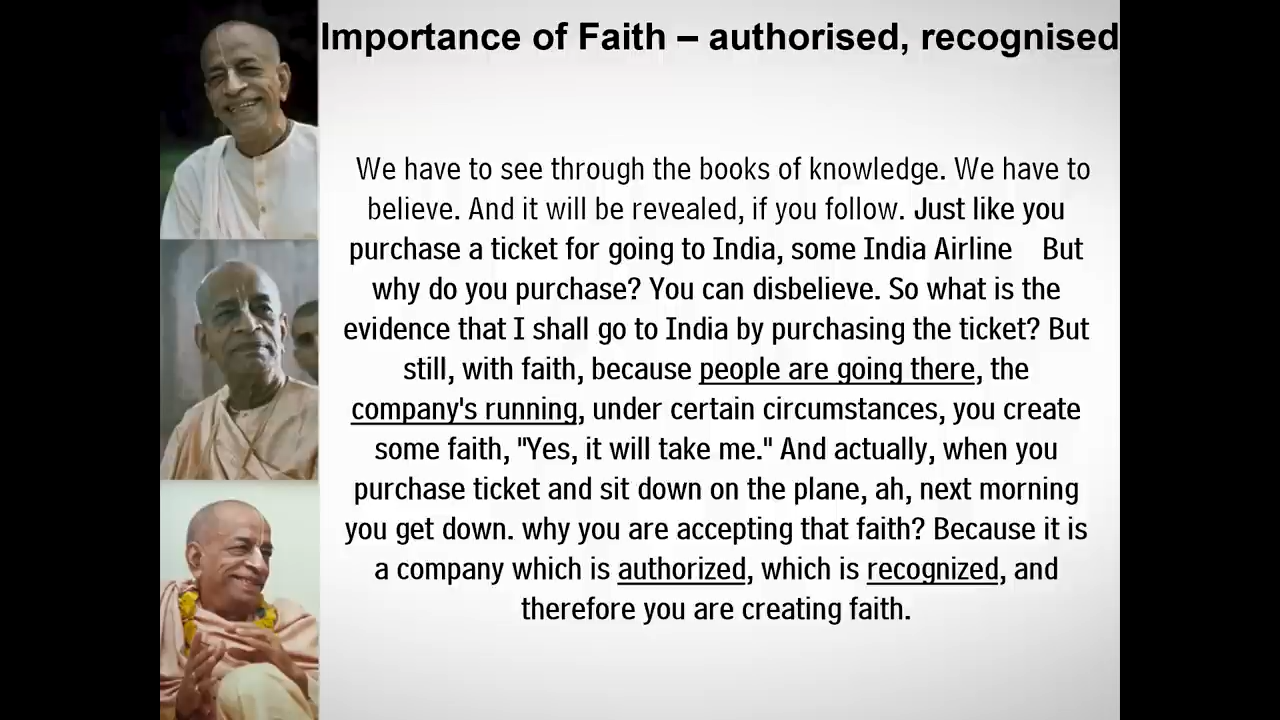 Importance of Faith – authorised, recognised
We have to see through the books of knowledge. We have to
believe. And it will be revealed, if you follow. Just like you
purchase a ticket for going to India, some India Airline    But
why do you purchase? You can disbelieve. So what is the
evidence that I shall go to India by purchasing the ticket? But
still, with faith, because people are going there, the
company's running, under certain circumstances, you create
some faith, "Yes, it will take me." And actually, when you
purchase ticket and sit down on the plane, ah, next morning
you get down. why you are accepting that faith? Because it is
a company which is authorized, which is recognized, and
therefore you are creating faith.